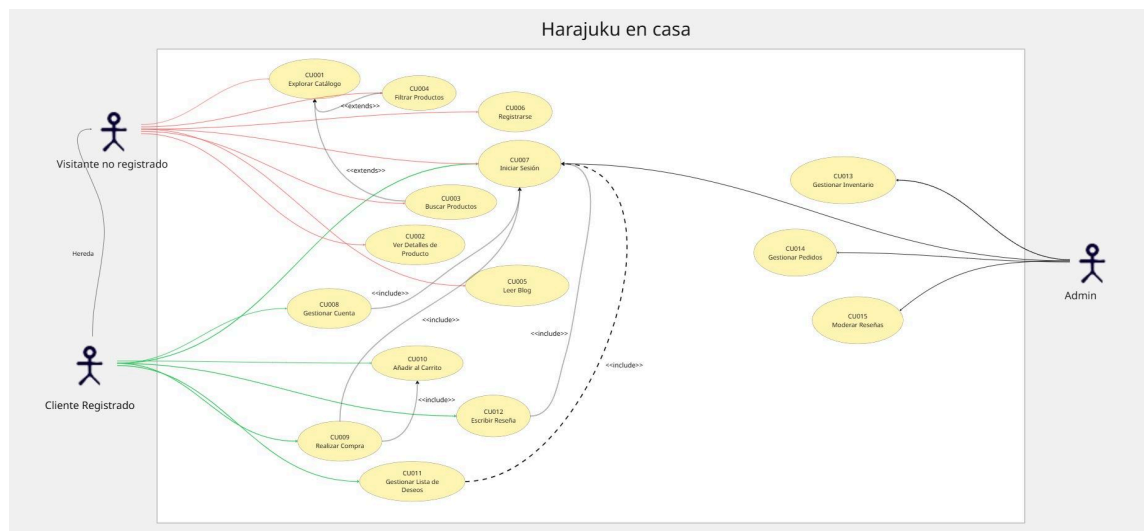 Harajuku en casa
CU001
Explorar Catálogo
CU004
Filtrar Productos
<<extends>>
CU006
Registrarse
Visitante no registrado
CU007
Iniciar Sesión
<<extends>>
CU013
Gestionar Inventario
CU003
Buscar Productos
CU002
Ver Detalles de
Producto
Hereda
CU014
Gestionar Pedidos
CU005
Leer Blog
Admin
<<include>>
CU008
Gestionar Cuenta
<<include>>
CU015
Moderar Reseñas
<<include>>
CU010
Añadir al Carrito
<<include>>
Cliente Registrado
<<include>>
CU012
Escribir Reseña
CU009
Realizar Compra
CU011
Gestionar Lista de
Deseos